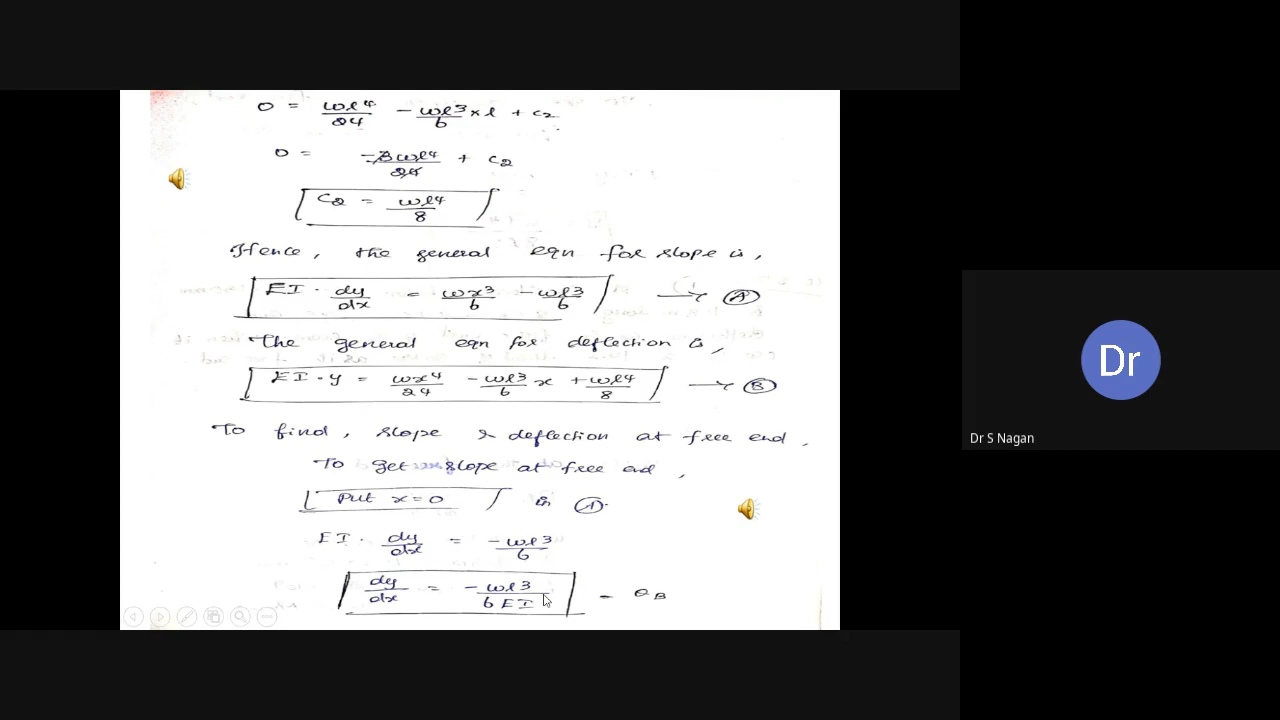 0 = wl4/24 - wl3/6 × l + C2
0 = -3wl4/24 + C2
C2 = wl4/8
Hence, the general eqn for slope is,
EI. dy/dx = wx3/6 - wl3/6 → (A)
The general eqn for deflection is,
EI.y = wx4/24 - wl3/6 x + wl4/8 → (B)
To find, slope & deflection at free end,
To get slope at free end,
Put x=0 in (A).
EI. dy/dx = -wl3/6
dy/dx = -wl3/6EI = θB
Dr
Dr S Nagan